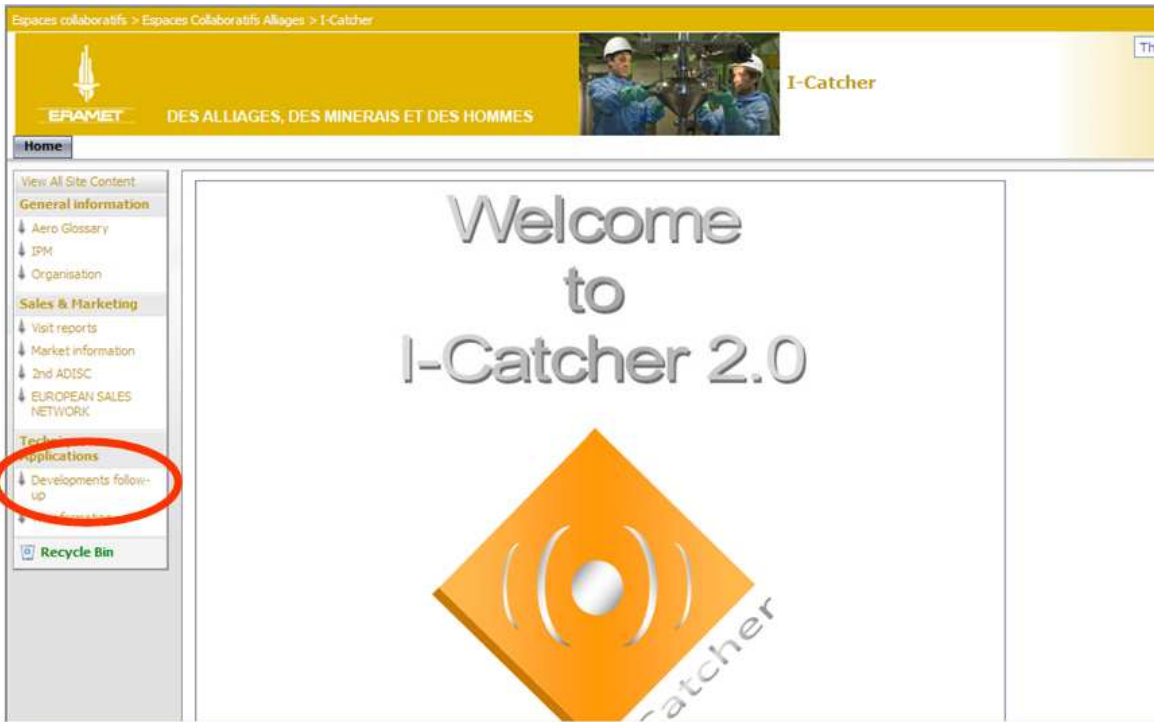 Espaces collaboratifs > Espaces Collaboratifs Alliages > I-Catcher
Th
ERAMET
DES ALLIAGES, DES MINERAIS ET DES HOMMES
I-Catcher
Home
View All Site Content
General information
Aero Glossary
IPM
Organisation
Sales & Marketing
Visit reports
Market information
2nd ADISC
EUROPEAN SALES
NETWORK
Applications
Developments follow-
up
Recycle Bin
Welcome
to
I-Catcher 2.0
Catcher